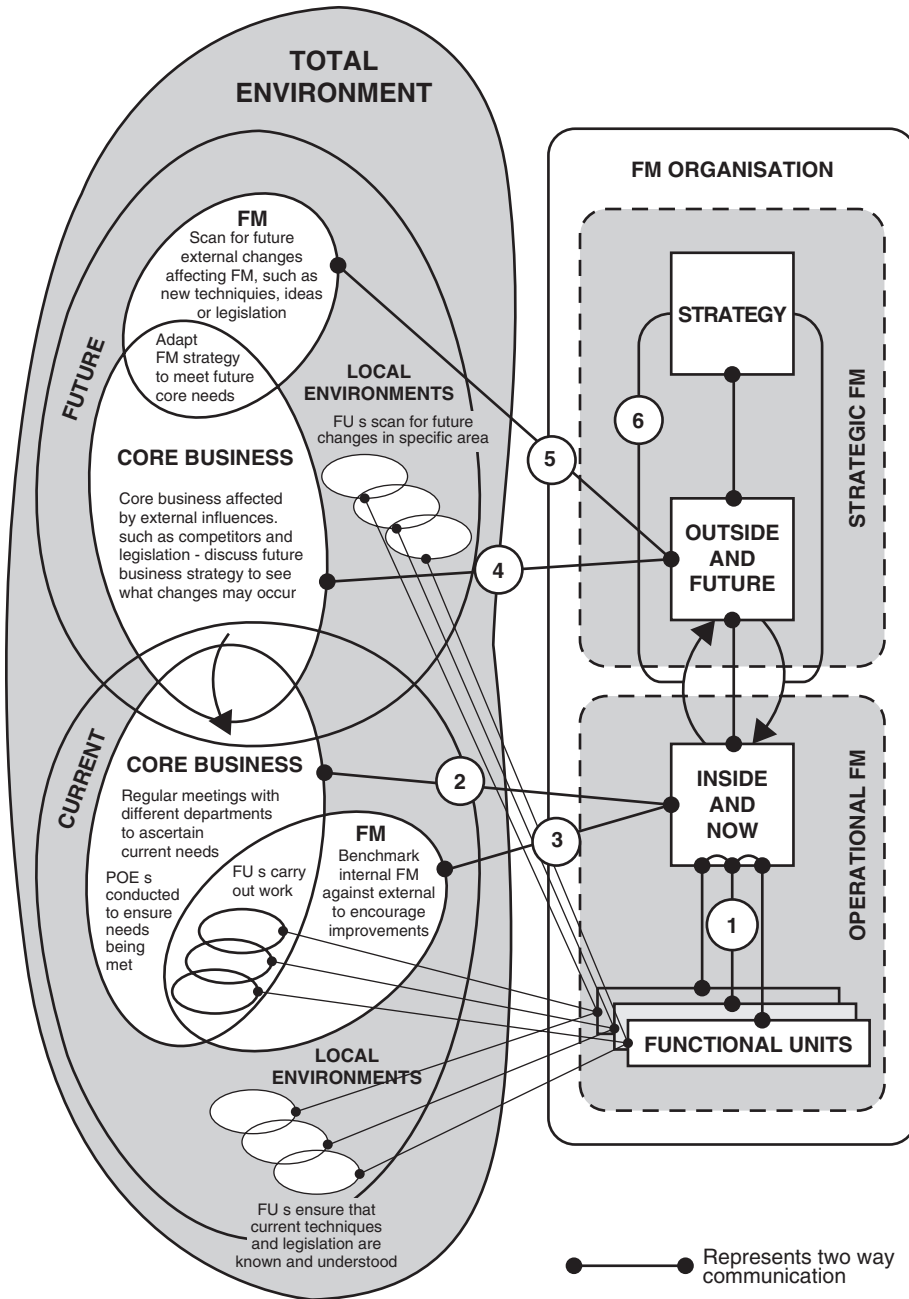 TOTAL
ENVIRONMENT
FUTURE
FM
Scan for future
external changes
affecting FM, such as
new techniquies, ideas
or legislation
Adapt
FM strategy
to meet future
core needs
LOCAL
ENVIRONMENTS
FU s scan for future
changes in specific area
CORE BUSINESS
Core business affected
by external influences.
such as competitors and
legislation - discuss future
business strategy to see
what changes may occur
CURRENT
CORE BUSINESS
Regular meetings with
different departments
to ascertain
current needs
POE s
conducted
to ensure
needs
being
met
FU s carry
out work
FM
Benchmark
internal FM
against external
to encourage
improvements
LOCAL
ENVIRONMENTS
FU s ensure that
current techniques
and legislation are
known and understood
FM ORGANISATION
STRATEGY
6
5
STRATEGIC FM
OUTSIDE
AND
FUTURE
4
2
INSIDE
AND
NOW
3
OPERATIONAL FM
1
FUNCTIONAL UNITS
Represents two way
communication